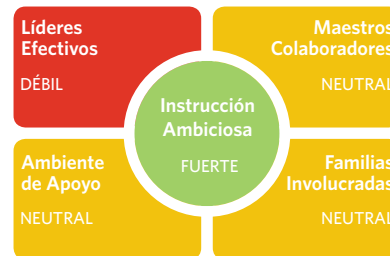 Líderes
Efectivos
DÉBIL
Maestros
Colaboradores
NEUTRAL
Instrucción
Ambiciosa
FUERTE
Ambiente
de Apoyo
NEUTRAL
Familias
Involucradas
NEUTRAL